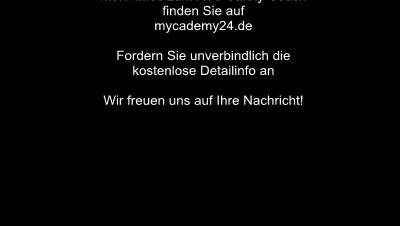 finden Sie auf
mycademy24.de
Fordern Sie unverbindlich die
kostenlose Detailinfo an
Wir freuen uns auf Ihre Nachricht!